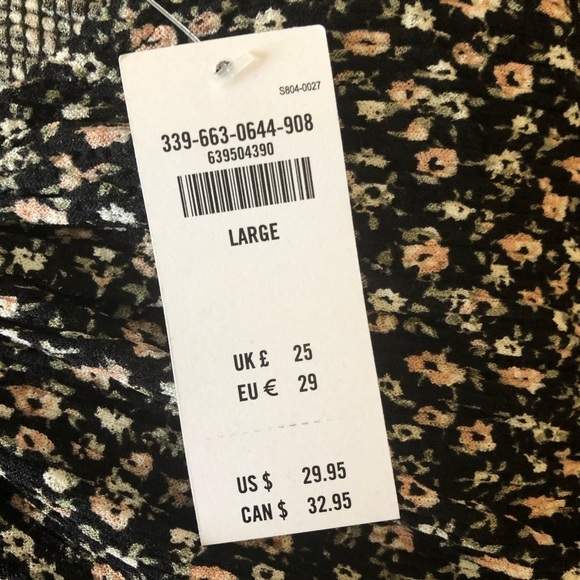 S804-0027
339-663-0644-908
639504390
LARGE
UK £ 25
EU € 29
US $ 29.95
CAN $ 32.95